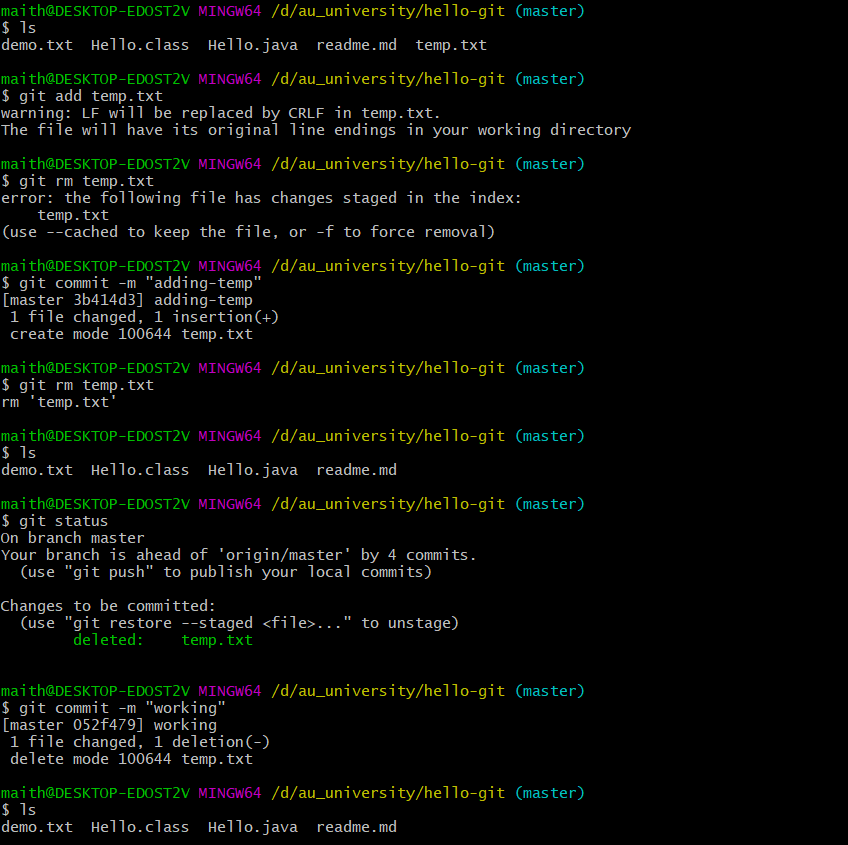 maith@DESKTOP-EDOST2V MINGW64 /d/au_university/hello-git (master)
$ ls
demo.txt  Hello.class  Hello.java  readme.md  temp.txt

maith@DESKTOP-EDOST2V MINGW64 /d/au_university/hello-git (master)
$ git add temp.txt
warning: LF will be replaced by CRLF in temp.txt.
The file will have its original line endings in your working directory

maith@DESKTOP-EDOST2V MINGW64 /d/au_university/hello-git (master)
$ git rm temp.txt
error: the following file has changes staged in the index:
    temp.txt
(use --cached to keep the file, or -f to force removal)

maith@DESKTOP-EDOST2V MINGW64 /d/au_university/hello-git (master)
$ git commit -m "adding-temp"
[master 3b414d3] adding-temp
 1 file changed, 1 insertion(+)
 create mode 100644 temp.txt

maith@DESKTOP-EDOST2V MINGW64 /d/au_university/hello-git (master)
$ git rm temp.txt
rm 'temp.txt'

maith@DESKTOP-EDOST2V MINGW64 /d/au_university/hello-git (master)
$ ls
demo.txt  Hello.class  Hello.java  readme.md

maith@DESKTOP-EDOST2V MINGW64 /d/au_university/hello-git (master)
$ git status
On branch master
Your branch is ahead of 'origin/master' by 4 commits.
  (use "git push" to publish your local commits)

Changes to be committed:
  (use "git restore --staged <file>..." to unstage)
        deleted:    temp.txt


maith@DESKTOP-EDOST2V MINGW64 /d/au_university/hello-git (master)
$ git commit -m "working"
[master 052f479] working
 1 file changed, 1 deletion(-)
 delete mode 100644 temp.txt

maith@DESKTOP-EDOST2V MINGW64 /d/au_university/hello-git (master)
$ ls
demo.txt  Hello.class  Hello.java  readme.md